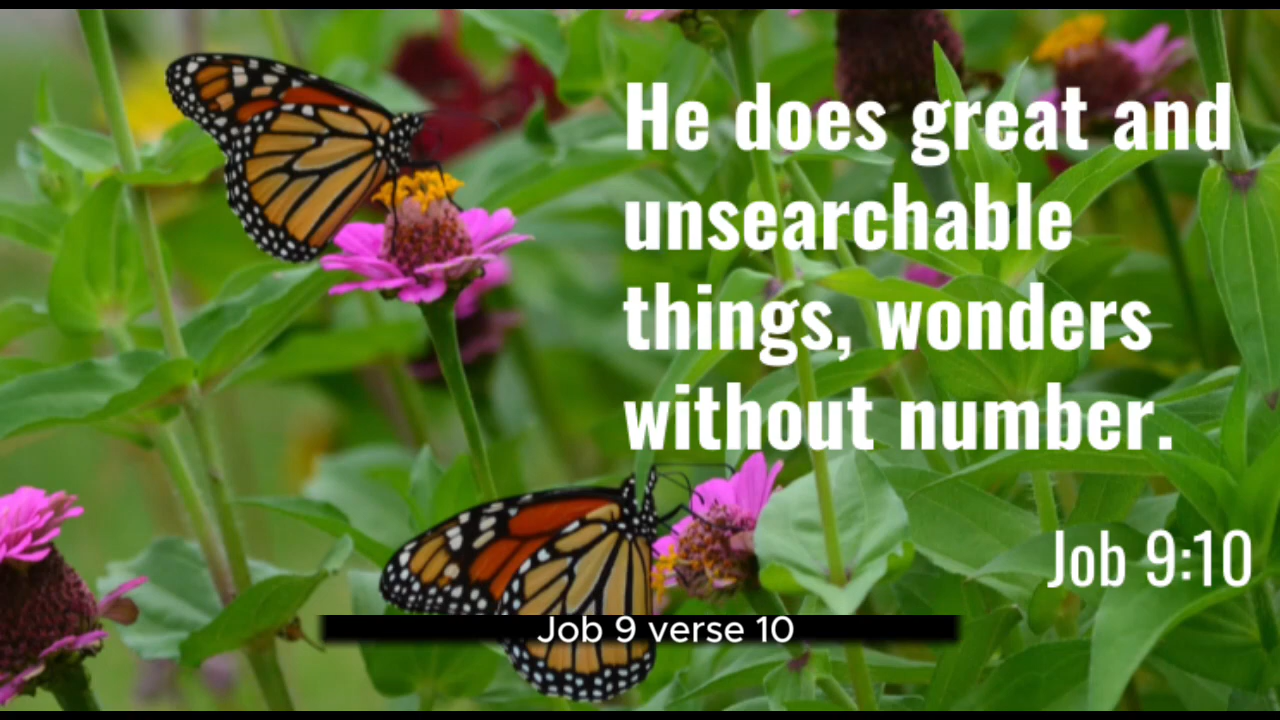 He does great and
unsearchable
things, wonders
without number.
Job 9:10
Job 9 verse 10